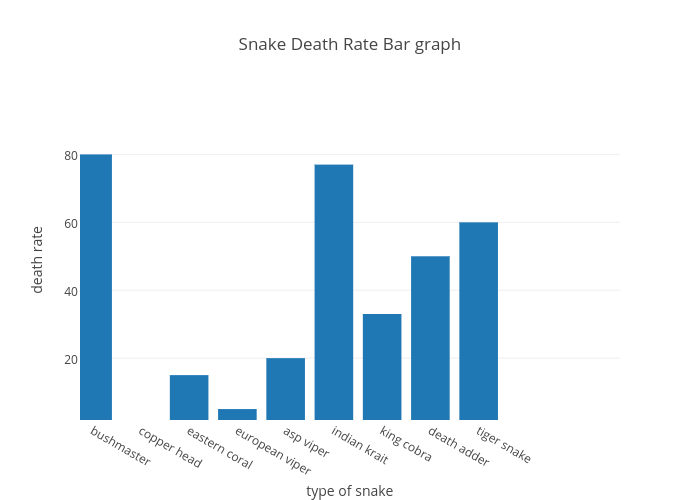 Snake Death Rate Bar graph
80
60
40
20
death rate
bushmaster
copper head
eastern coral
european viper
asp viper
indian krait
king cobra
death adder
tiger snake
type of snake